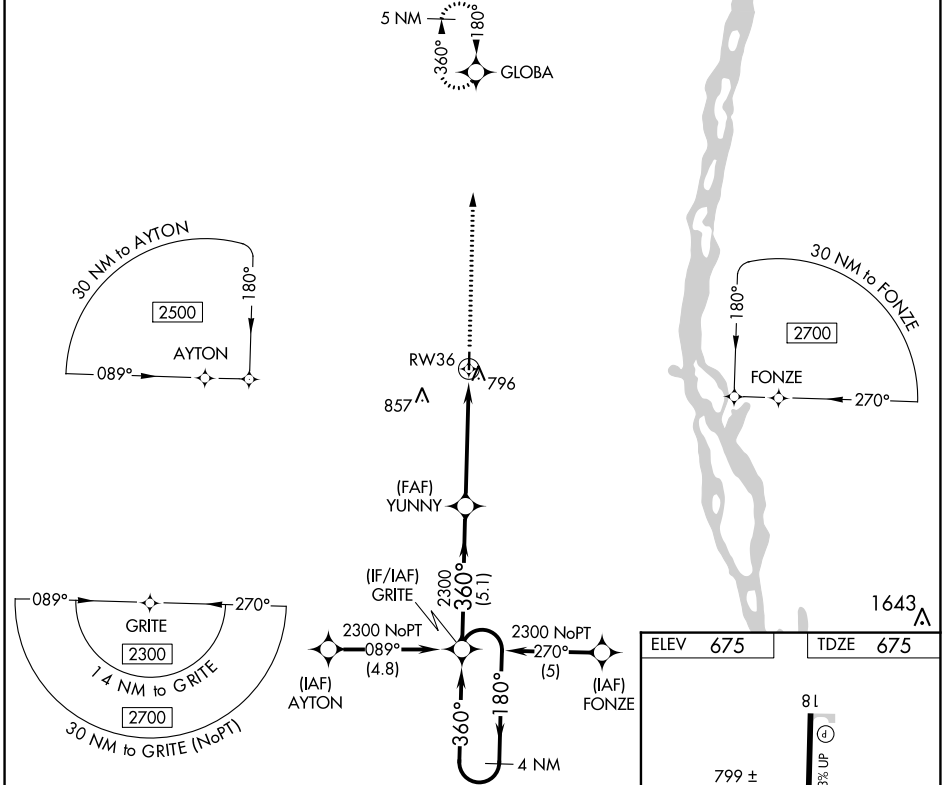 5 NM
180°
360°
GLOBA
30 NM to AYTON
2500
180°
AYTON
089°
30 NM to FONZE
2700
180°
FONZE
270°
RW36
796
857
(FAF)
YUNNY
(IF/IAF)
GRITE
2300
360°
(5.1)
089°
270°
GRITE
2300
14 NM to GRITE
2700
30 NM to GRITE (NoPT)
2300 NoPT
089°
(4.8)
(IAF)
AYTON
2300 NoPT
270°
(5)
(IAF)
FONZE
360°
180°
4 NM
1643
ELEV 675
TDZE 675
18
P
3% UP
799 ±